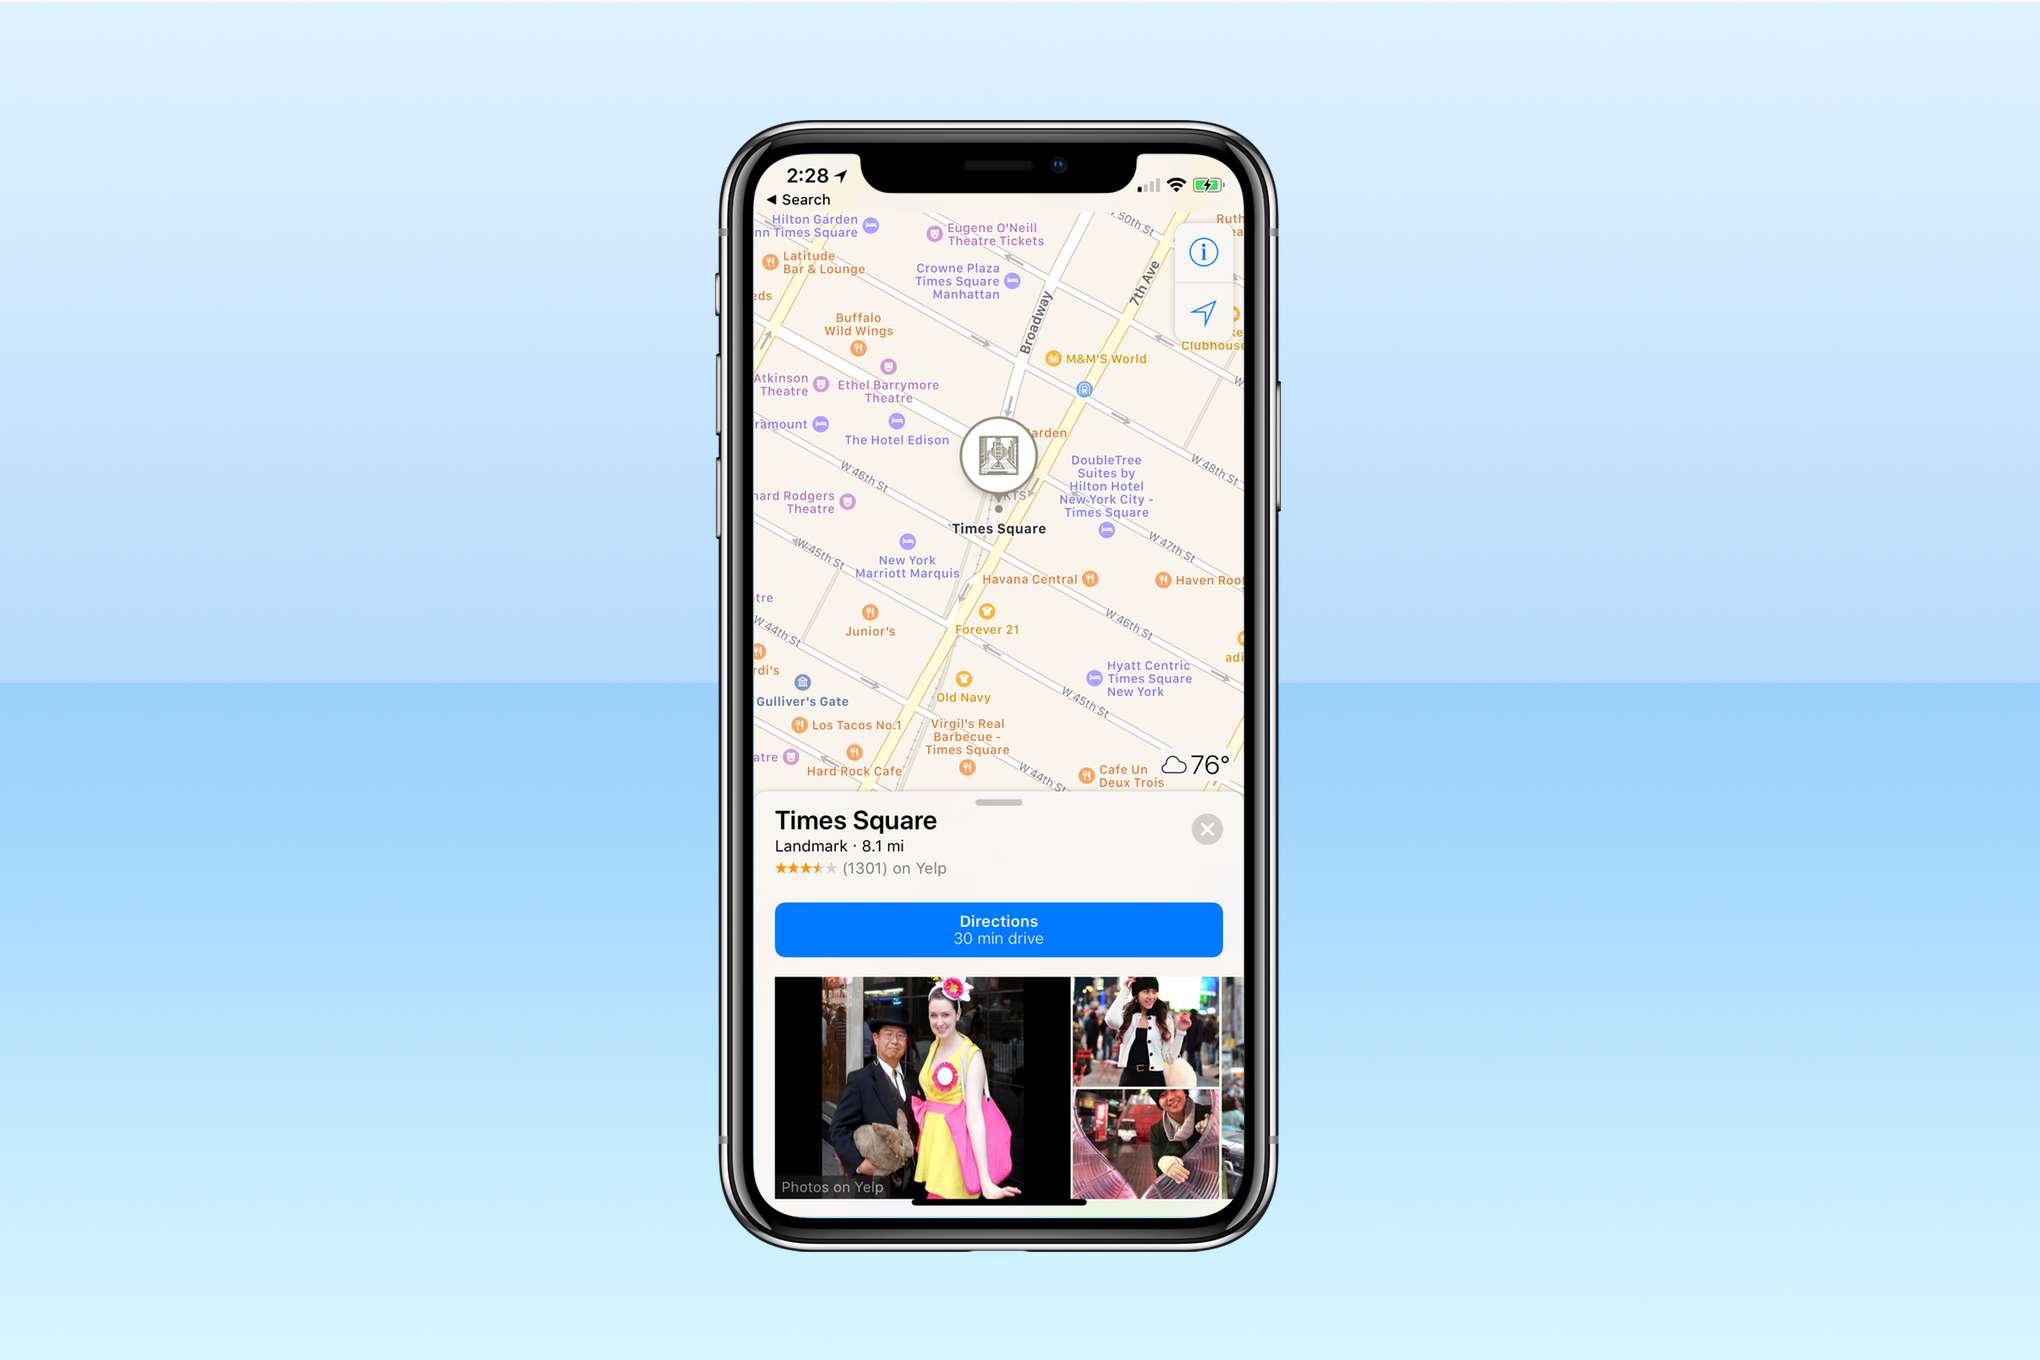 2:28
◀ Search
Hilton Garden
nn Times Square
Eugene O'Neill
Theatre Tickets
W 50th St
Ruth
ea
Latitude
Bar & Lounge
Crowne Plaza
Times Square
Manhattan
7th Ave
eds
Buffalo
Wild Wings
Broadway
ke
Clubhouse
M&M'S World
Atkinson
Theatre
Ethel Barrymore
Theatre
W
ramount
The Hotel Edison
arden
W 46th St
DoubleTree
Suites by
Hilton Hotel
New York City -
Times Square
W 48th St
hard Rodgers
Theatre
KTS
Times Square
W 45th St
W 47th St
New York
Marriott Marquis
Havana Central
Haven Roof
tre
W 44th St
Junior's
Forever 21
W 46th St
rdi's
adi
Hyatt Centric
Times Square
New York
Gulliver's Gate
Old Navy
W 45th St
Los Tacos No.1
Virgil's Real
Barbecue -
Times Square
atre
Hard Rock Cafe
W 44th St
Cafe Un
Deux Trois
76°
Times Square
Landmark · 8.1 mi
(1301) on Yelp
Directions
30 min drive
Photos on Yelp